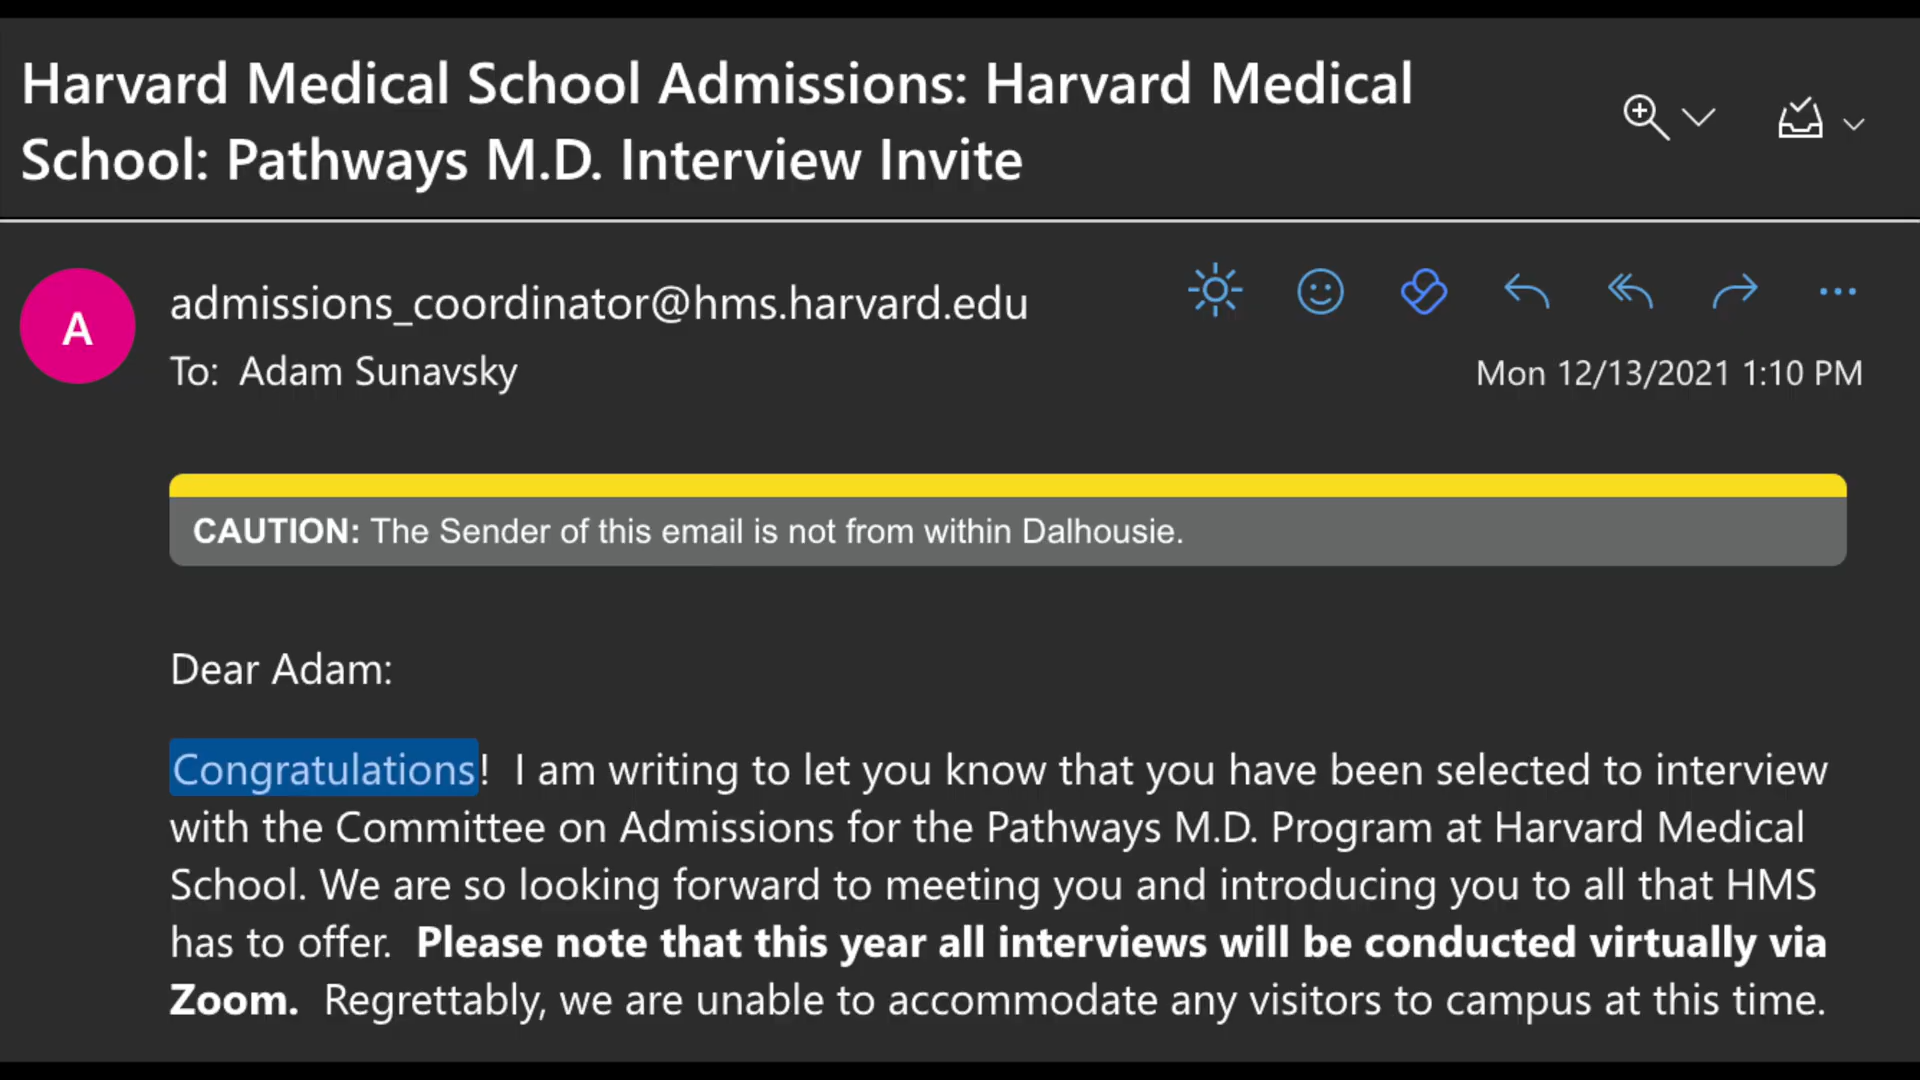 Harvard Medical School Admissions: Harvard Medical
School: Pathways M.D. Interview Invite
A
admissions_coordinator@hms.harvard.edu
To: Adam Sunavsky
Mon 12/13/2021 1:10 PM
CAUTION: The Sender of this email is not from within Dalhousie.
Dear Adam:
Congratulations! I am writing to let you know that you have been selected to interview
with the Committee on Admissions for the Pathways M.D. Program at Harvard Medical
School. We are so looking forward to meeting you and introducing you to all that HMS
has to offer. Please note that this year all interviews will be conducted virtually via
Zoom. Regrettably, we are unable to accommodate any visitors to campus at this time.